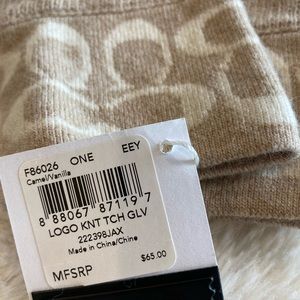 F86026 ONE EEY
Camel/Vanilla
8 88067 87119 7
LOGO KNT TCH GLV
222398JAX
Made in China/Chine
MFSRP $65.00